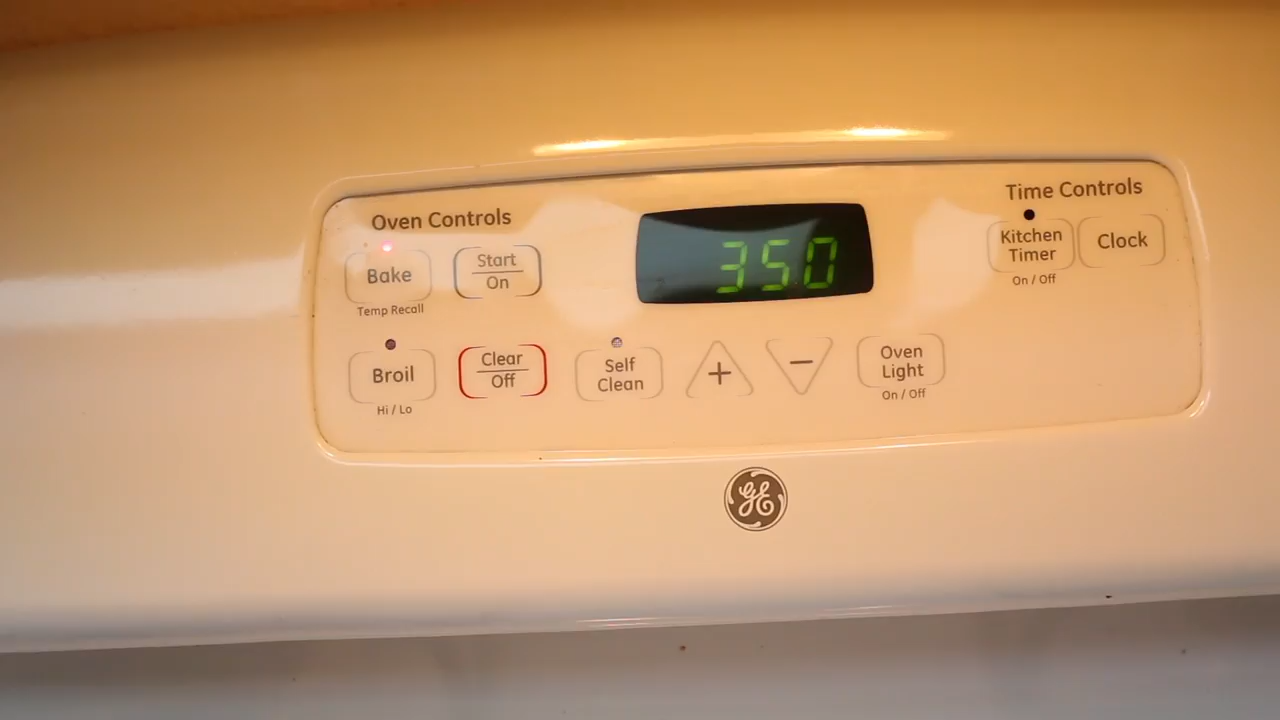 Oven Controls
Time Controls
Bake
Start
On
350
Kitchen
Timer
Clock
Temp Recall
On / Off
Broil
Clear
Off
Self
Clean
+
−
Oven
Light
Hi / Lo
On / Off
GE